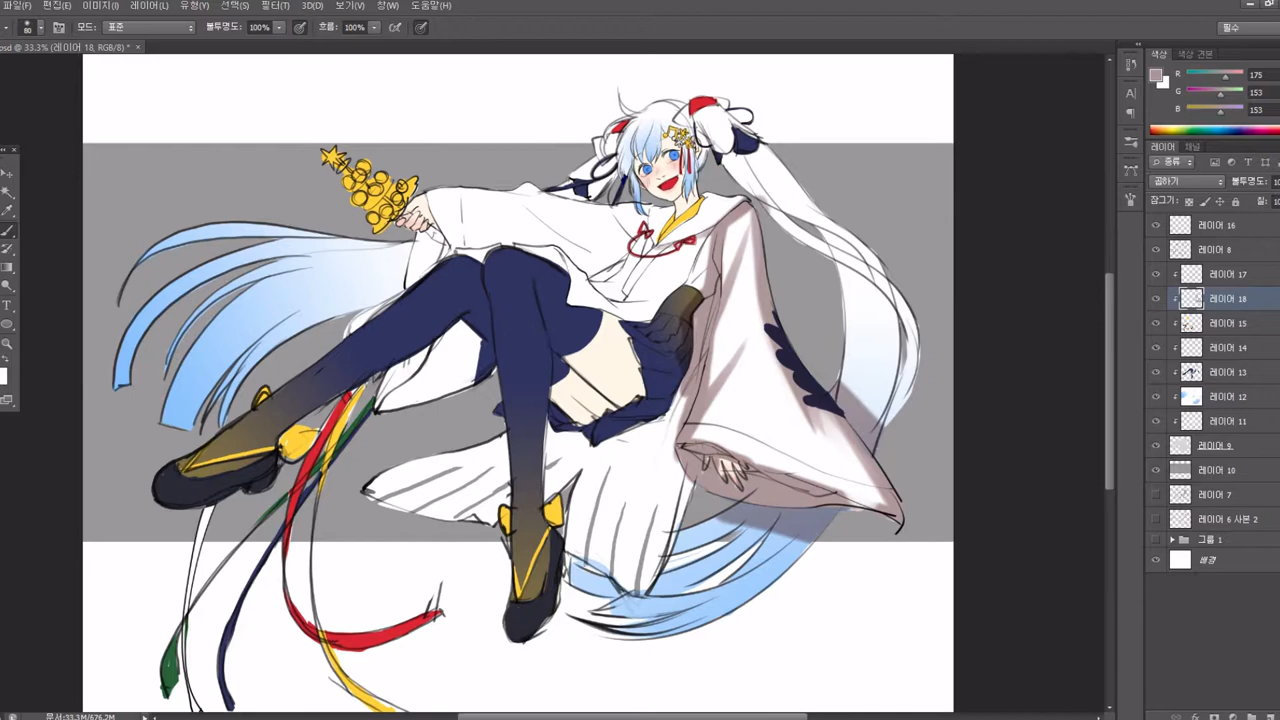 파일(F) 편집(E) 이미지(I) 레이어(L) 유형(Y) 선택(S) 필터(T) 3D(D) 보기(V) 창(W) 도움말(H)
80 모드: 표준 불투명도: 100% 흐름: 100% 필수
psd @ 33.3% (레이어 18, RGB/8) *
색상 색상 견본
R 175
G 153
B 153
레이어 채널
종류
곱하기 불투명도: 10
잠그기: 칠: 10
레이어 16
레이어 8
레이어 17
레이어 18
레이어 15
레이어 14
레이어 13
레이어 12
레이어 11
레이어 9
레이어 10
레이어 7
레이어 6 사본 2
그룹 1
배경
문서:33.3M/676.2M